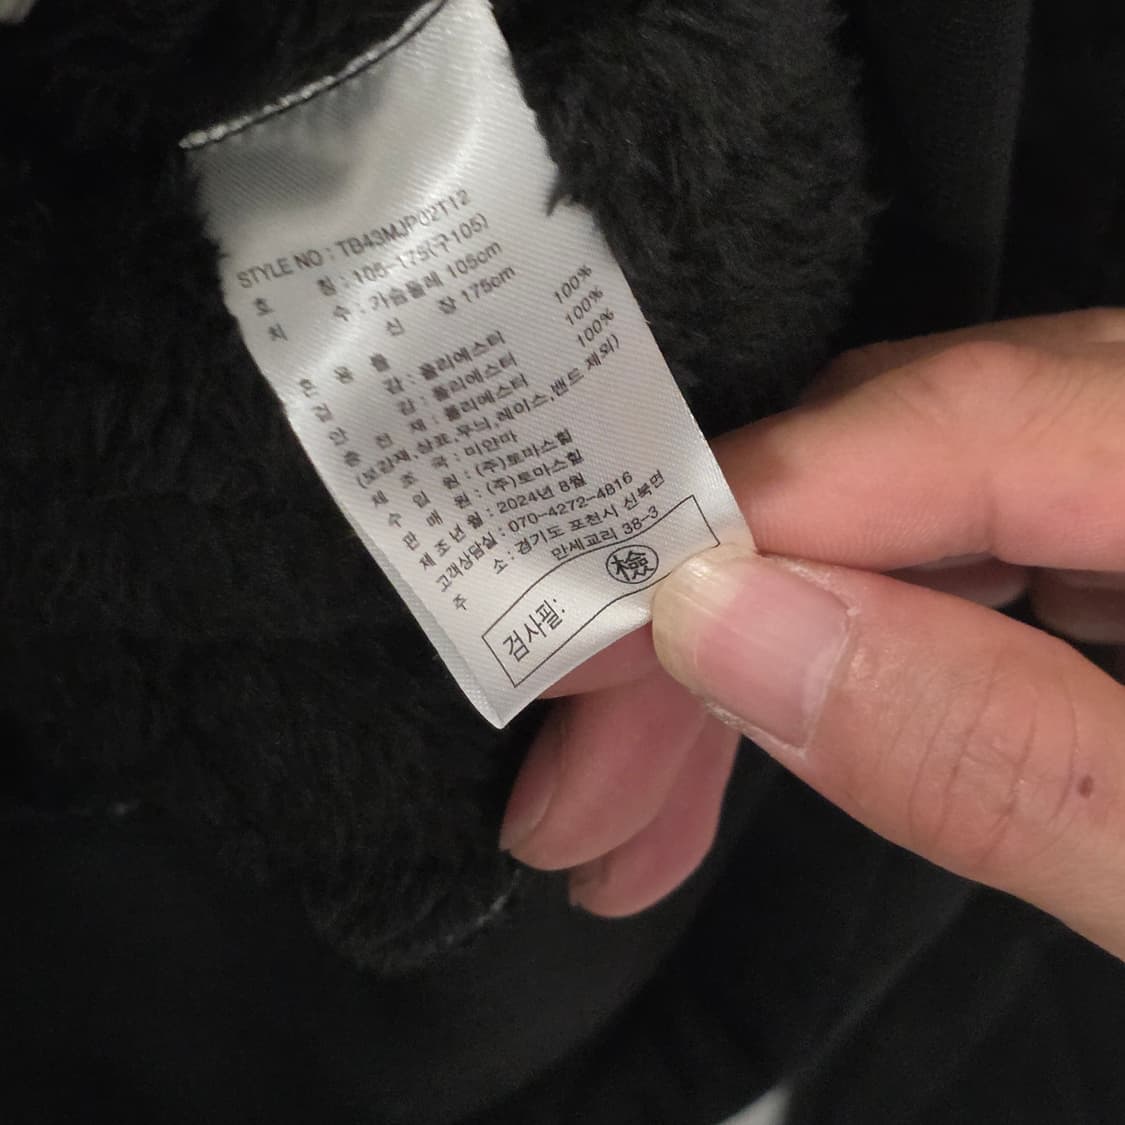 STYLE NO : TB43MJP02T12
호 칭 : 105-175(구105)
치 수 : 가슴둘레 105cm
신 장 175cm
혼 용 률
겉 감 : 폴리에스터 100%
안 감 : 폴리에스터 100%
충 전 재 : 폴리에스터 100%
(보강재,상표,무늬,레이스,밴드 제외)
제 조 국 : 미얀마
수 입 원 : (주)토마스힐
판 매 원 : (주)토마스힐
제조년월 : 2024년 8월
고객상담실 : 070-4272-4816
주 소 : 경기도 포천시 신북면
만세교리 38-3
검사필: 檢